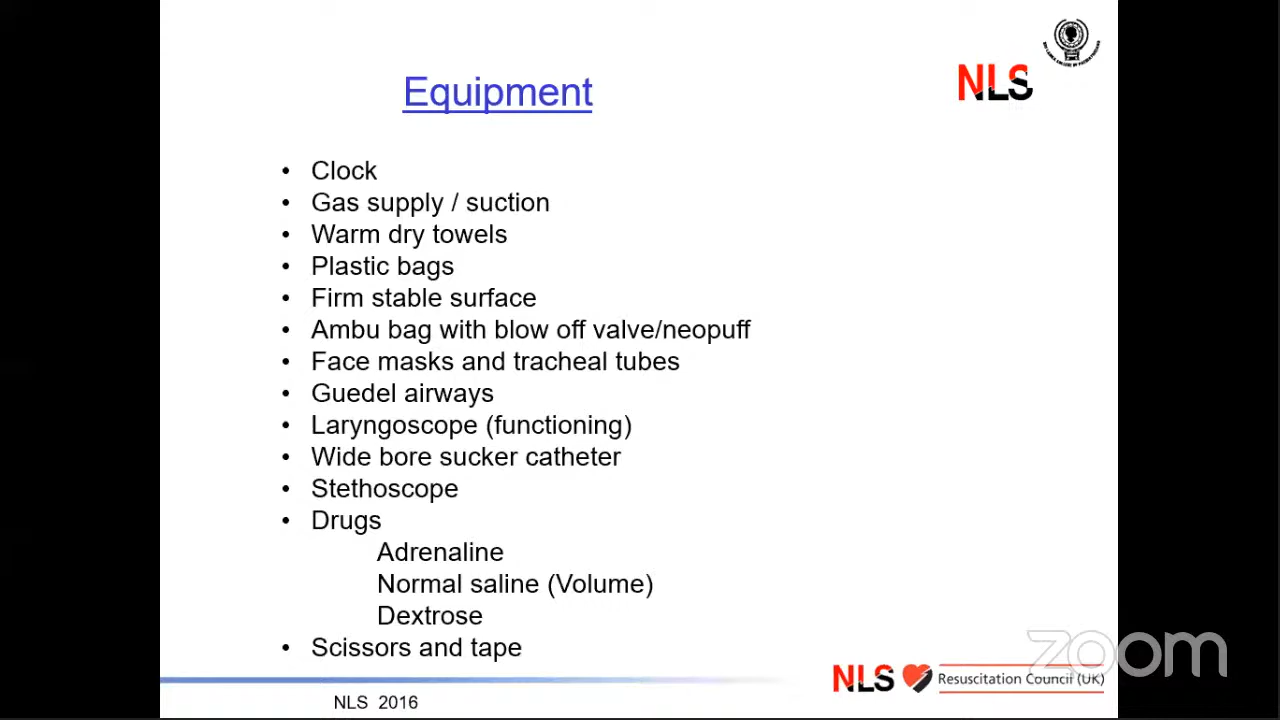 Equipment
NLS
• Clock
• Gas supply / suction
• Warm dry towels
• Plastic bags
• Firm stable surface
• Ambu bag with blow off valve/neopuff
• Face masks and tracheal tubes
• Guedel airways
• Laryngoscope (functioning)
• Wide bore sucker catheter
• Stethoscope
• Drugs
Adrenaline
Normal saline (Volume)
Dextrose
• Scissors and tape
zoom
NLS Resuscitation Council (UK)
NLS 2016